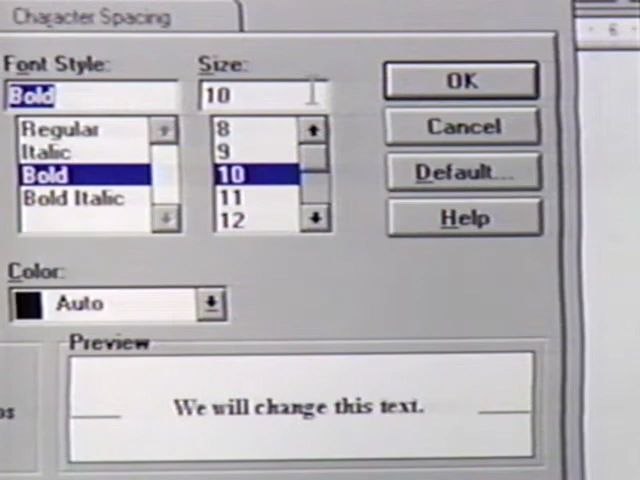 Character Spacing
6
Font Style:
Size:
Bold
10
OK
Regular
Italic
Bold
Bold Italic
8
9
10
11
12
Cancel
Default...
Help
Color:
Auto
Preview
We will change this text.